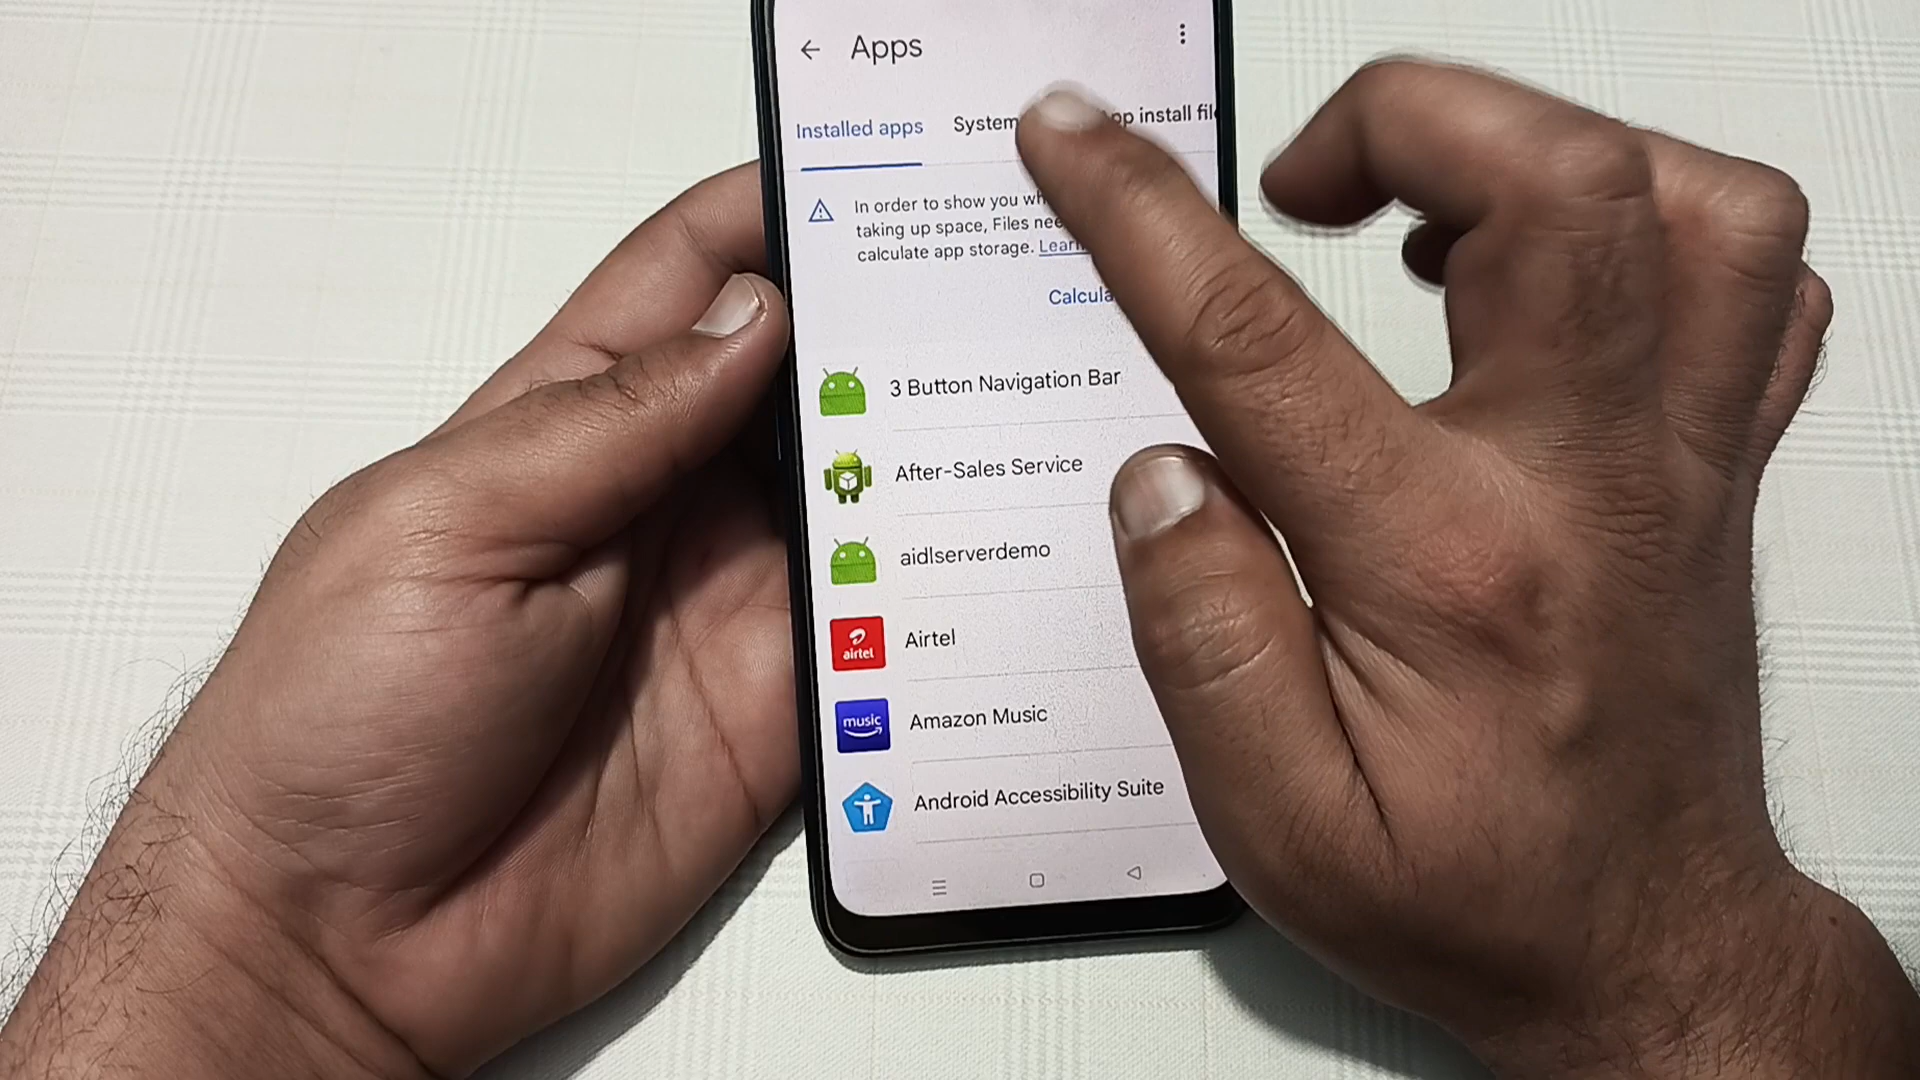 Apps
Installed apps System pp install fil
In order to show you wh
taking up space, Files nee
calculate app storage. Learn
Calcula
3 Button Navigation Bar
After-Sales Service
aidlserverdemo
airtel Airtel
music Amazon Music
Android Accessibility Suite